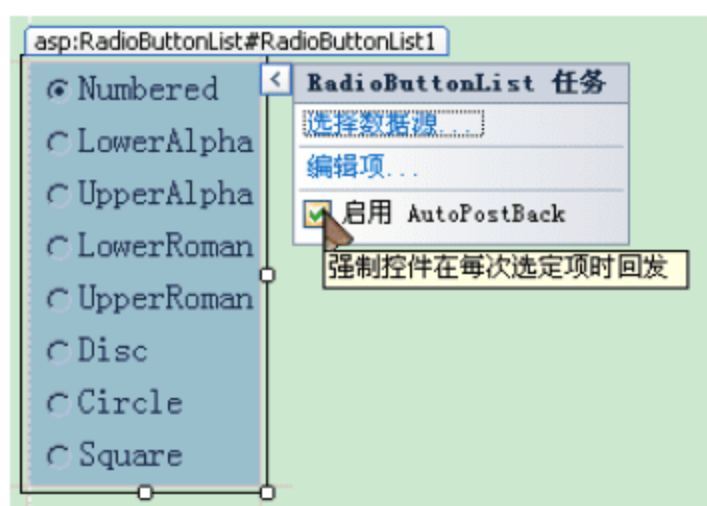 asp:RadioButtonList#RadioButtonList1
Numbered
LowerAlpha
UpperAlpha
LowerRoman
UpperRoman
Disc
Circle
Square
RadioButtonList 任务
选择数据源...
编辑项...
启用 AutoPostBack
强制控件在每次选定项时回发